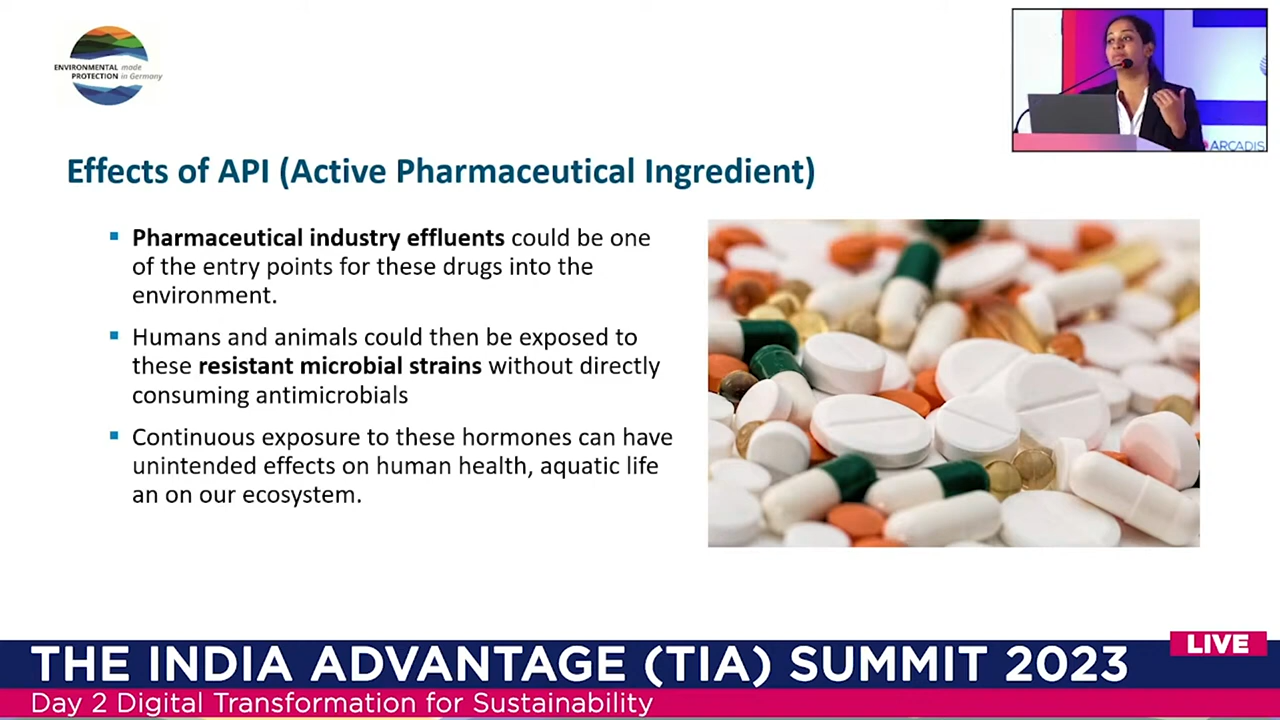 ENVIRONMENTAL made
PROTECTION in Germany
ARCADIS
Effects of API (Active Pharmaceutical Ingredient)
▪ Pharmaceutical industry effluents could be one
of the entry points for these drugs into the
environment.
▪ Humans and animals could then be exposed to
these resistant microbial strains without directly
consuming antimicrobials
▪ Continuous exposure to these hormones can have
unintended effects on human health, aquatic life
an on our ecosystem.
LIVE
THE INDIA ADVANTAGE (TIA) SUMMIT 2023
Day 2 Digital Transformation for Sustainability